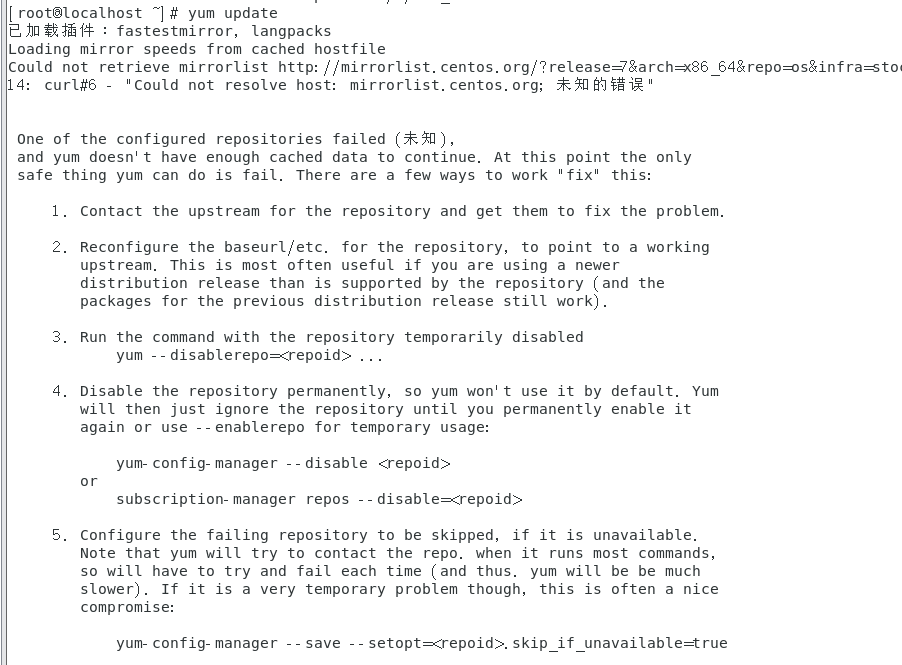 [root@localhost ~]# yum update
已加载插件：fastestmirror, langpacks
Loading mirror speeds from cached hostfile
Could not retrieve mirrorlist http://mirrorlist.centos.org/?release=7&arch=x86_64&repo=os&infra=stoc
14: curl#6 - "Could not resolve host: mirrorlist.centos.org; 未知的错误"
One of the configured repositories failed (未知),
and yum doesn't have enough cached data to continue. At this point the only
safe thing yum can do is fail. There are a few ways to work "fix" this:
1. Contact the upstream for the repository and get them to fix the problem.
2. Reconfigure the baseurl/etc. for the repository, to point to a working
upstream. This is most often useful if you are using a newer
distribution release than is supported by the repository (and the
packages for the previous distribution release still work).
3. Run the command with the repository temporarily disabled
yum --disablerepo=<repoid> ...
4. Disable the repository permanently, so yum won't use it by default. Yum
will then just ignore the repository until you permanently enable it
again or use --enablerepo for temporary usage:
yum-config-manager --disable <repoid>
or
subscription-manager repos --disable=<repoid>
5. Configure the failing repository to be skipped, if it is unavailable.
Note that yum will try to contact the repo. when it runs most commands,
so will have to try and fail each time (and thus. yum will be be much
slower). If it is a very temporary problem though, this is often a nice
compromise:
yum-config-manager --save --setopt=<repoid>.skip_if_unavailable=true